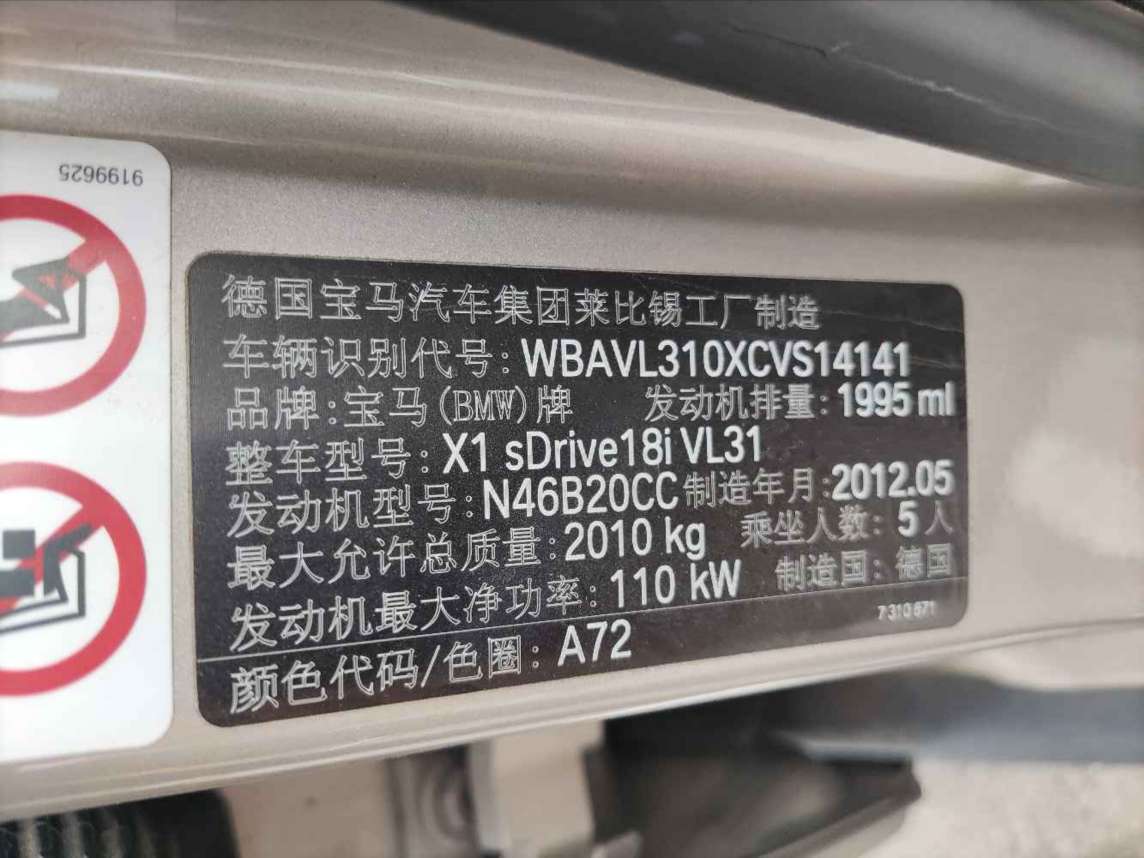 9199625
德国宝马汽车集团莱比锡工厂制造
车辆识别代号: WBAVL310XCVS14141
品牌:宝马(BMW)牌 发动机排量: 1995 ml
整车型号: X1 sDrive18i VL31
发动机型号: N46B20CC 制造年月:2012.05
最大允许总质量: 2010 kg 乘坐人数: 5人
发动机最大净功率: 110 kW 制造国: 德国
7 310 871
颜色代码/色圈: A72